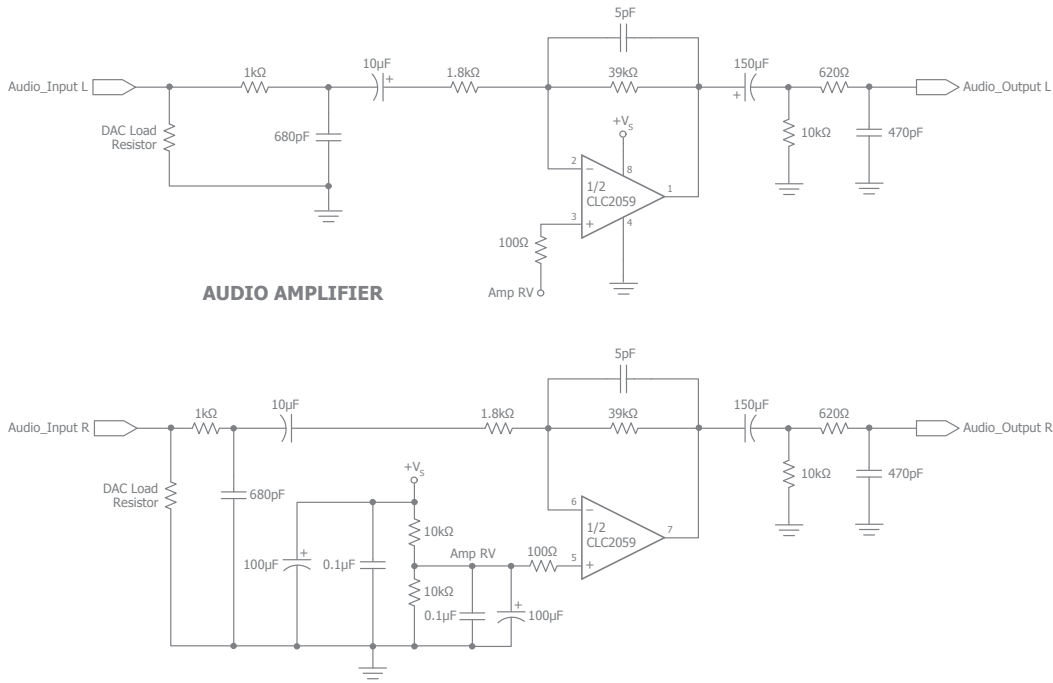 5pF
10µF
150µF
1kΩ
1.8kΩ
39kΩ
620Ω
+
+
Audio_Input L
Audio_Output L
DAC Load
Resistor
680pF
+VS
10kΩ
470pF
2
−
8
1/2
CLC2059
1
3
+
4
100Ω
Amp RV
AUDIO AMPLIFIER
5pF
10µF
150µF
1kΩ
1.8kΩ
39kΩ
620Ω
Audio_Input R
Audio_Output R
+VS
DAC Load
Resistor
680pF
10kΩ
470pF
6
−
10kΩ
1/2
CLC2059
7
Amp RV
100Ω
5
+
+
100µF
0.1µF
10kΩ
+
0.1µF
100µF